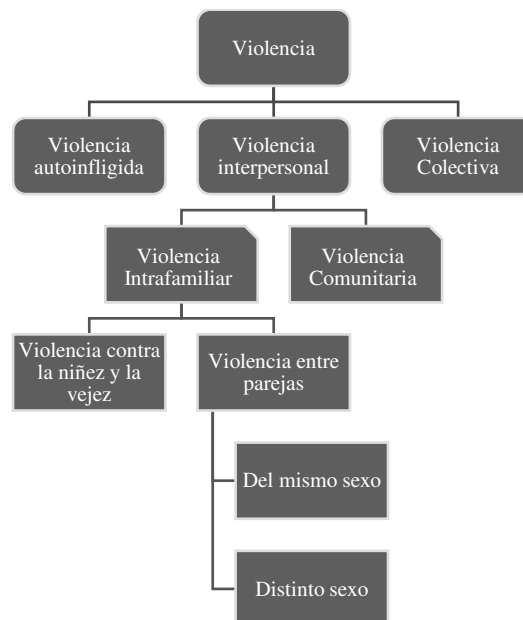 Violencia
Violencia
autoinfligida
Violencia
interpersonal
Violencia
Colectiva
Violencia
Intrafamiliar
Violencia
Comunitaria
Violencia contra
la niñez y la
vejez
Violencia entre
parejas
Del mismo sexo
Distinto sexo